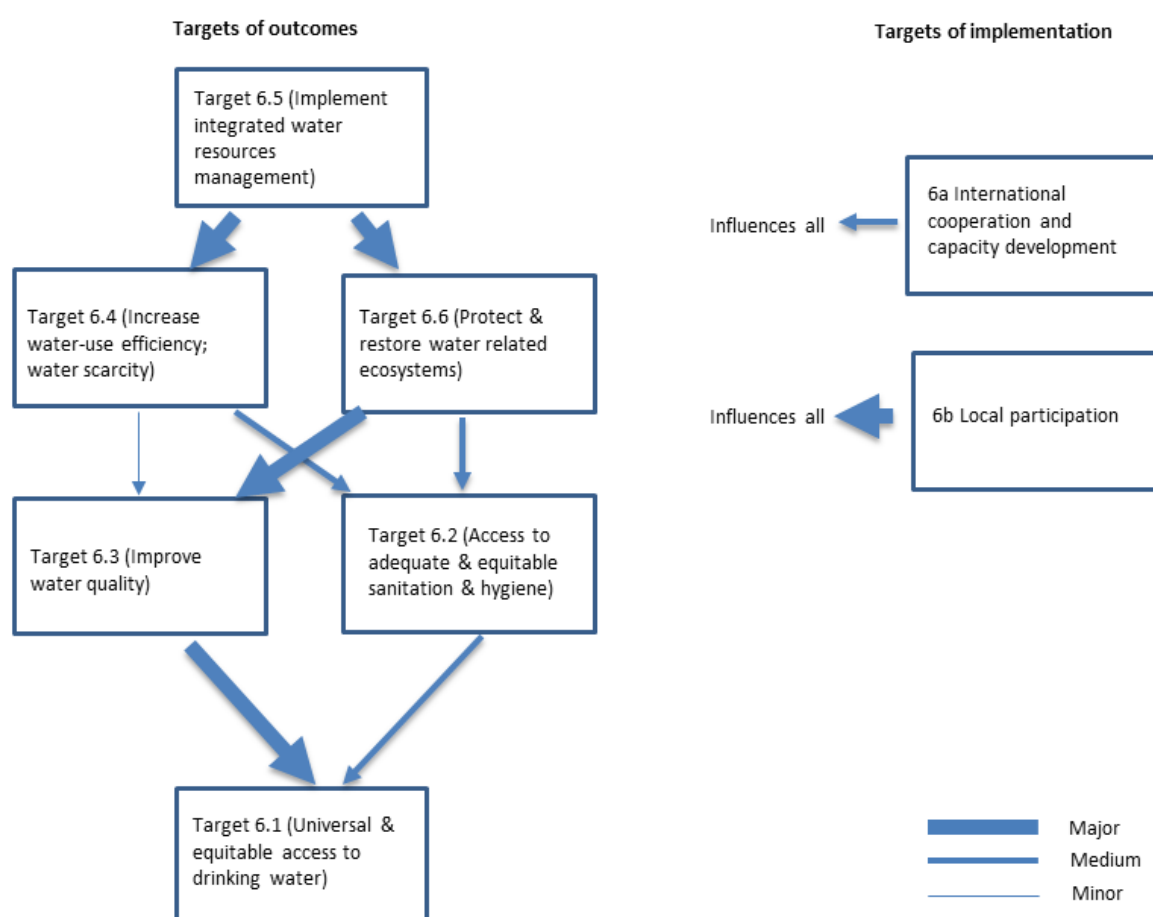 Targets of outcomes
Targets of implementation
Target 6.5 (Implement
integrated water
resources
management)
6a International
cooperation and
capacity development
Influences all
Target 6.4 (Increase
water-use efficiency;
water scarcity)
Target 6.6 (Protect &
restore water related
ecosystems)
Influences all
6b Local participation
Target 6.3 (Improve
water quality)
Target 6.2 (Access to
adequate & equitable
sanitation & hygiene)
Target 6.1 (Universal &
equitable access to
drinking water)
Major
Medium
Minor